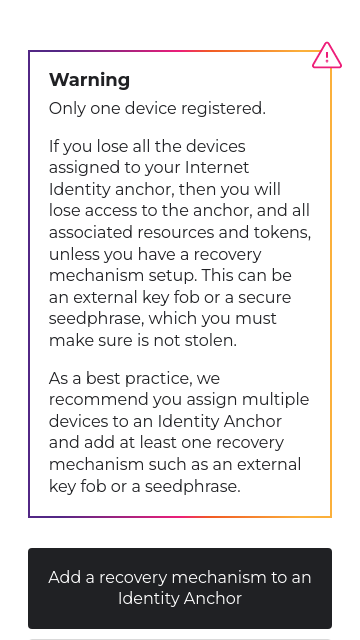 Warning
Only one device registered.
If you lose all the devices
assigned to your Internet
Identity anchor, then you will
lose access to the anchor, and all
associated resources and tokens,
unless you have a recovery
mechanism setup. This can be
an external key fob or a secure
seedphrase, which you must
make sure is not stolen.
As a best practice, we
recommend you assign multiple
devices to an Identity Anchor
and add at least one recovery
mechanism such as an external
key fob or a seedphrase.
Add a recovery mechanism to an
Identity Anchor